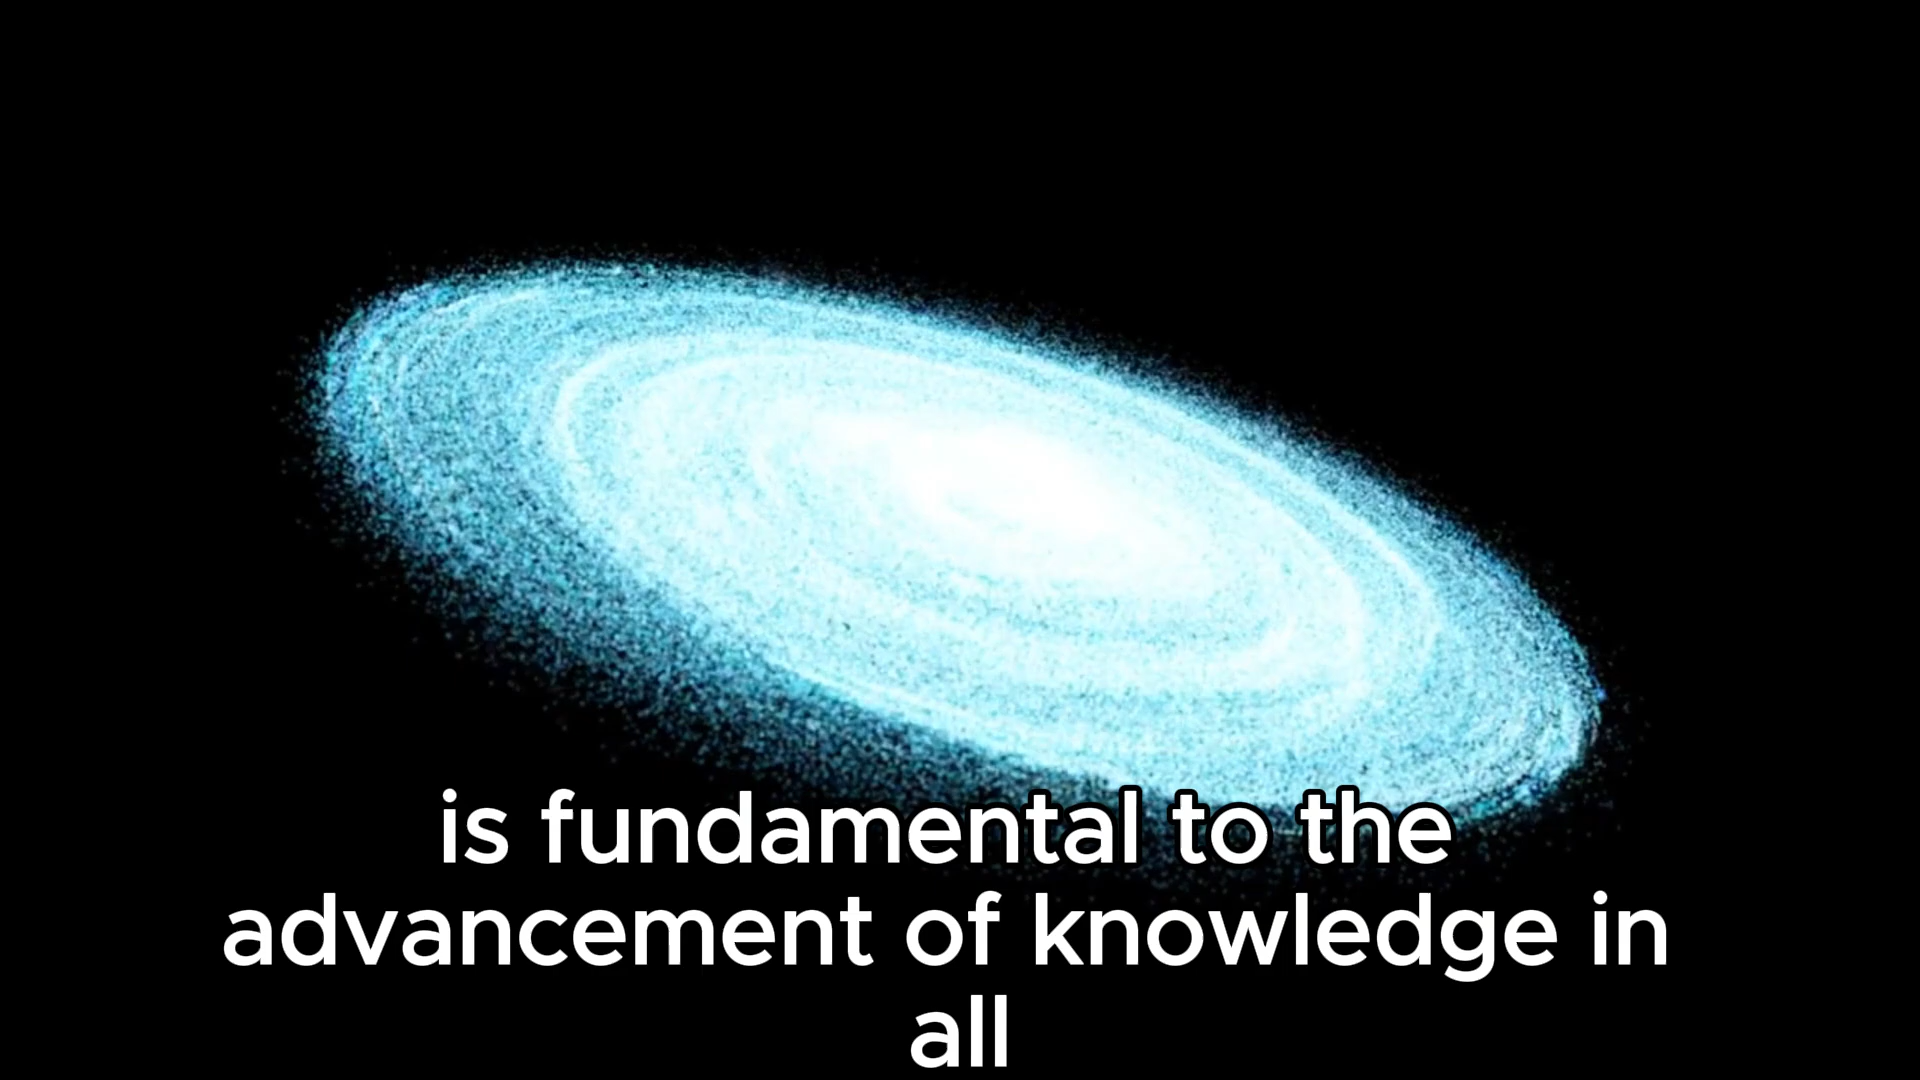 is fundamental to the
advancement of knowledge in
all